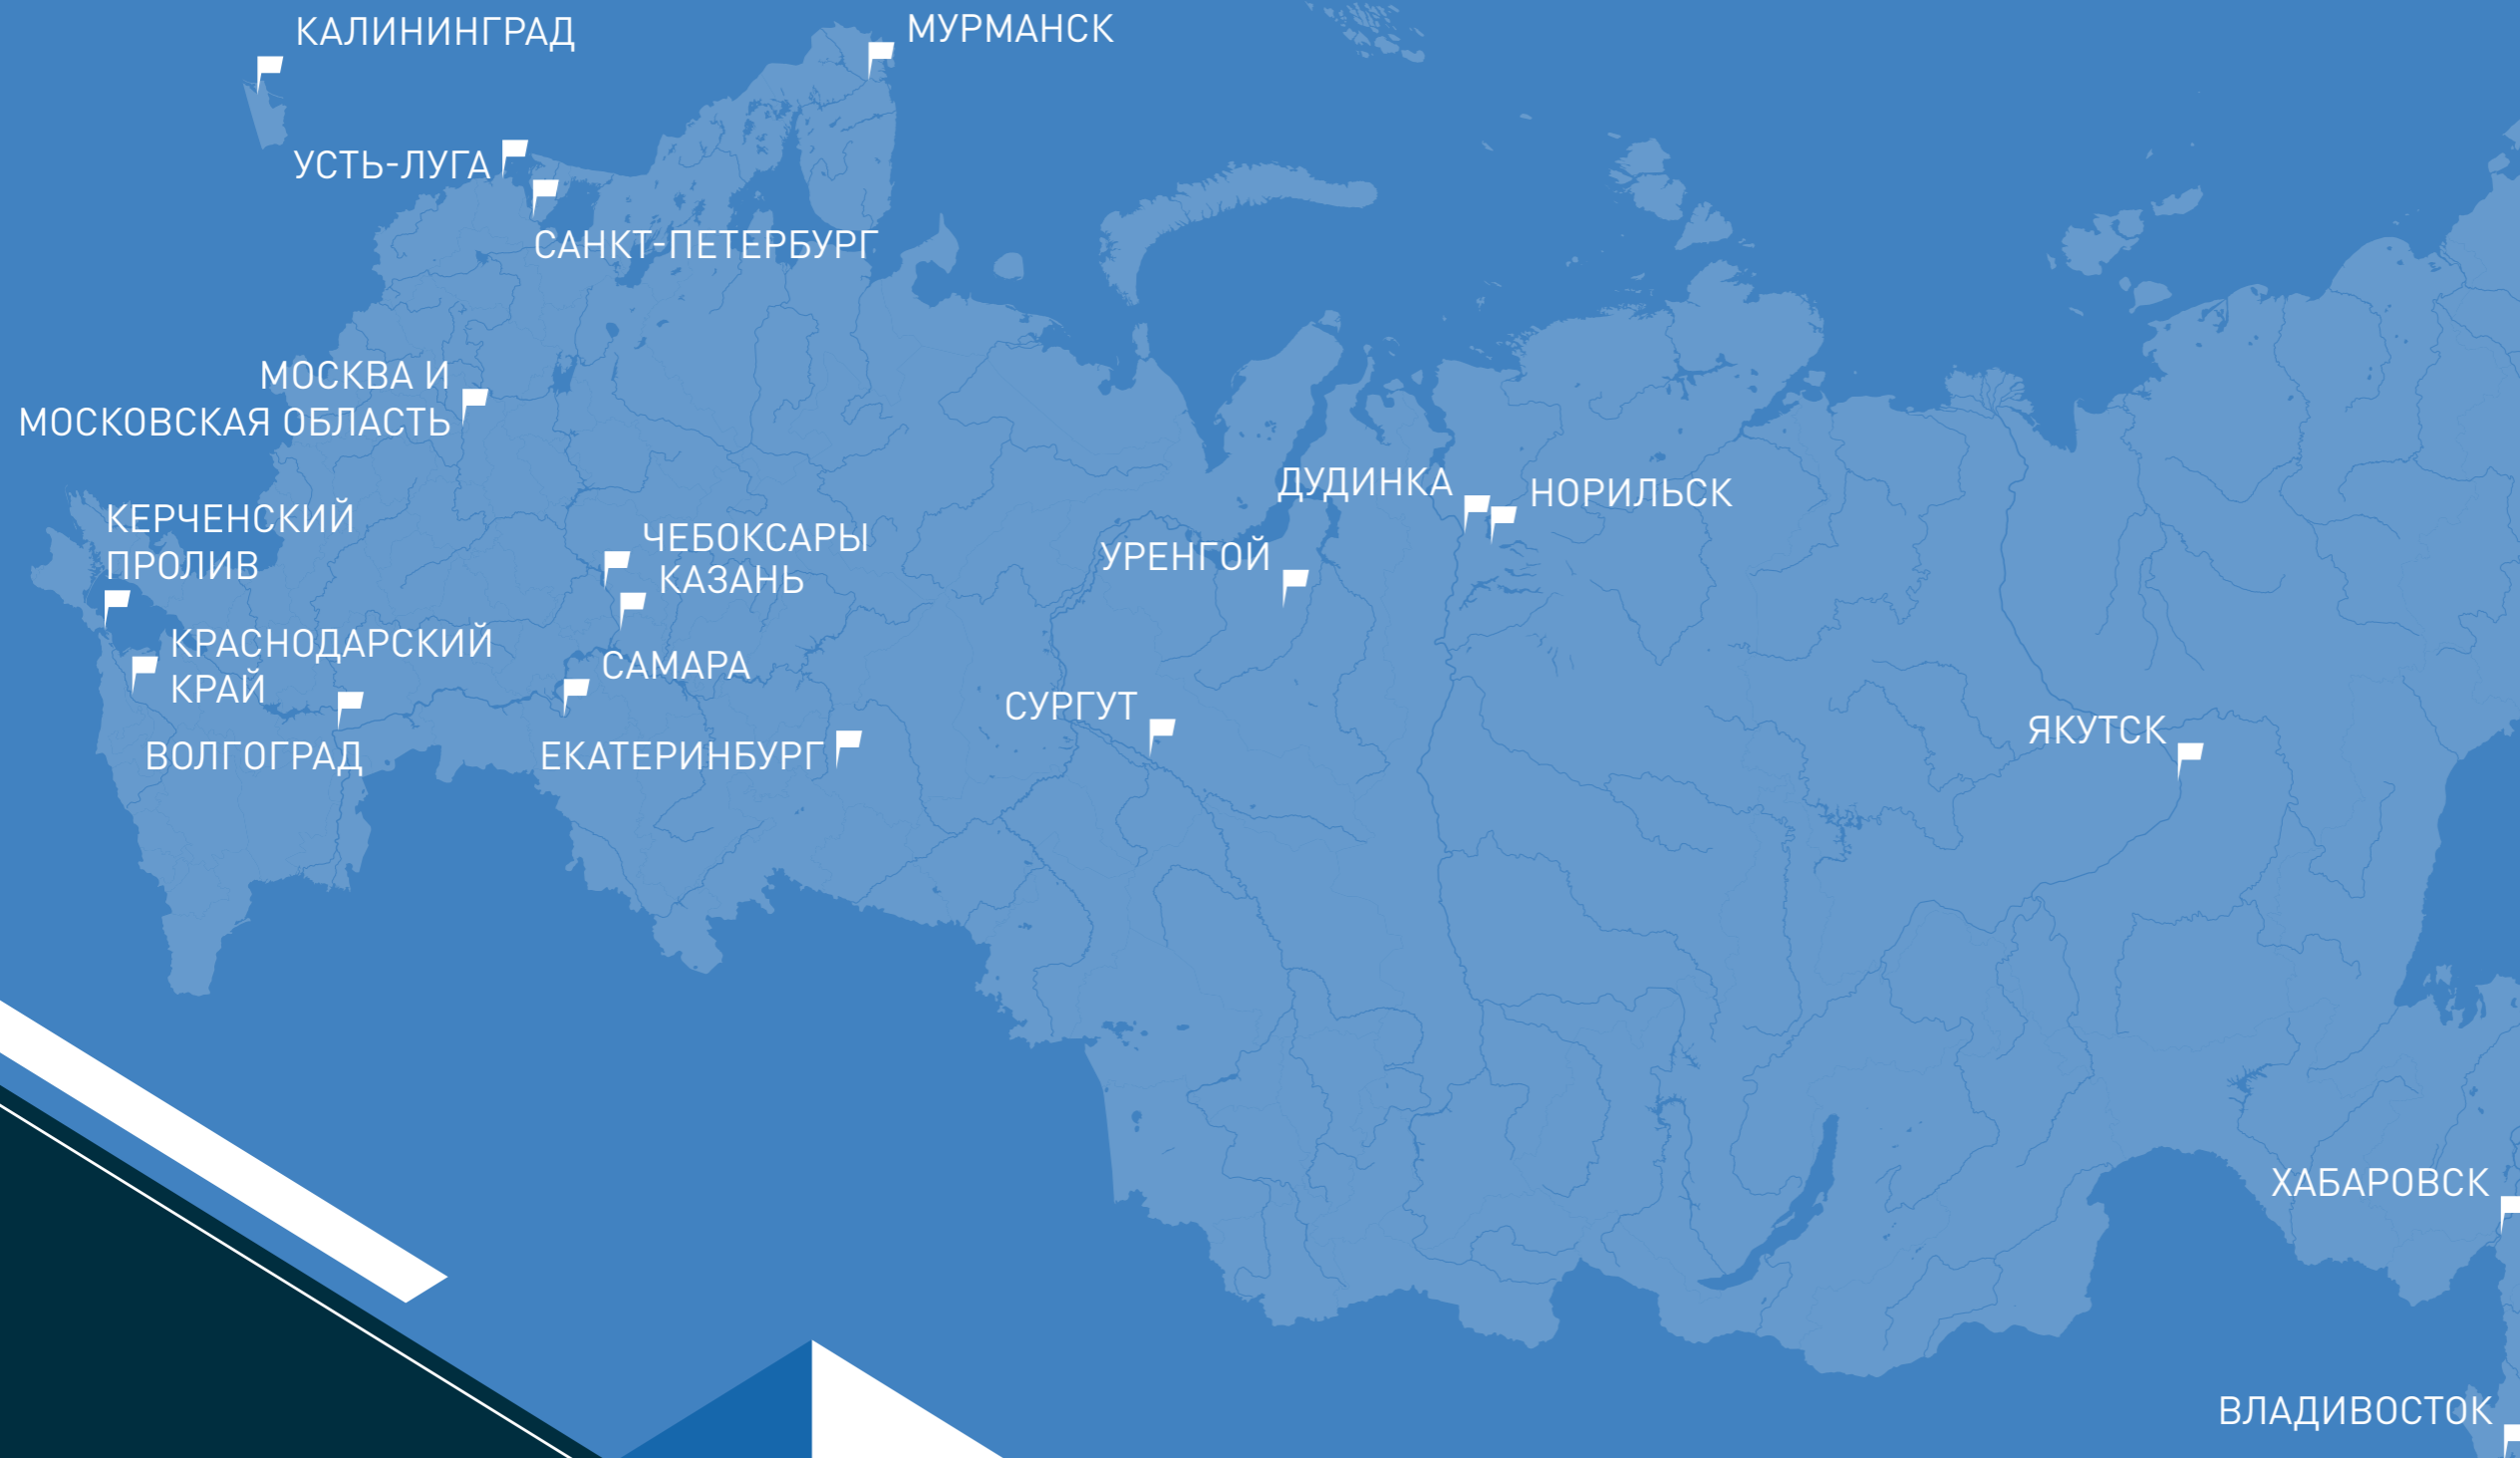 КАЛИНИНГРАД
МУРМАНСК
УСТЬ-ЛУГА
САНКТ-ПЕТЕРБУРГ
МОСКВА И
МОСКОВСКАЯ ОБЛАСТЬ
КЕРЧЕНСКИЙ
ПРОЛИВ
ЧЕБОКСАРЫ
КАЗАНЬ
ДУДИНКА
НОРИЛЬСК
УРЕНГОЙ
КРАСНОДАРСКИЙ
КРАЙ
САМАРА
СУРГУТ
ЯКУТСК
ВОЛГОГРАД
ЕКАТЕРИНБУРГ
ХАБАРОВСК
ВЛАДИВОСТОК